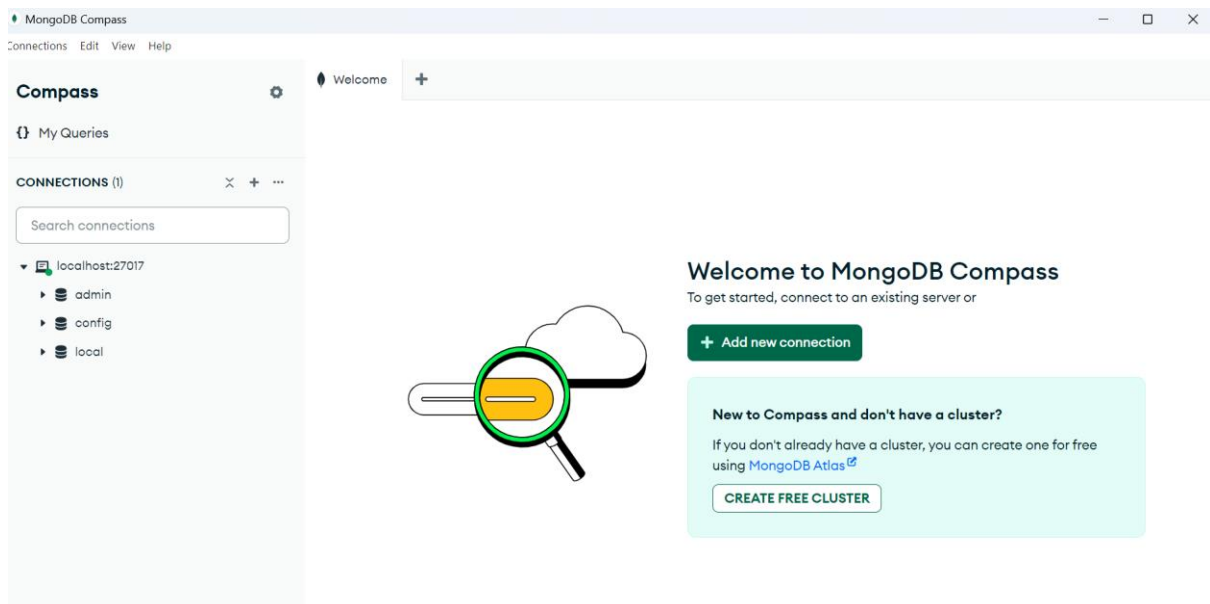 MongoDB Compass
Connections Edit View Help
Compass
Welcome
{} My Queries
CONNECTIONS (1)
Search connections
localhost:27017
admin
config
local
Welcome to MongoDB Compass
To get started, connect to an existing server or
+ Add new connection
New to Compass and don't have a cluster?
If you don't already have a cluster, you can create one for free
using MongoDB Atlas
CREATE FREE CLUSTER